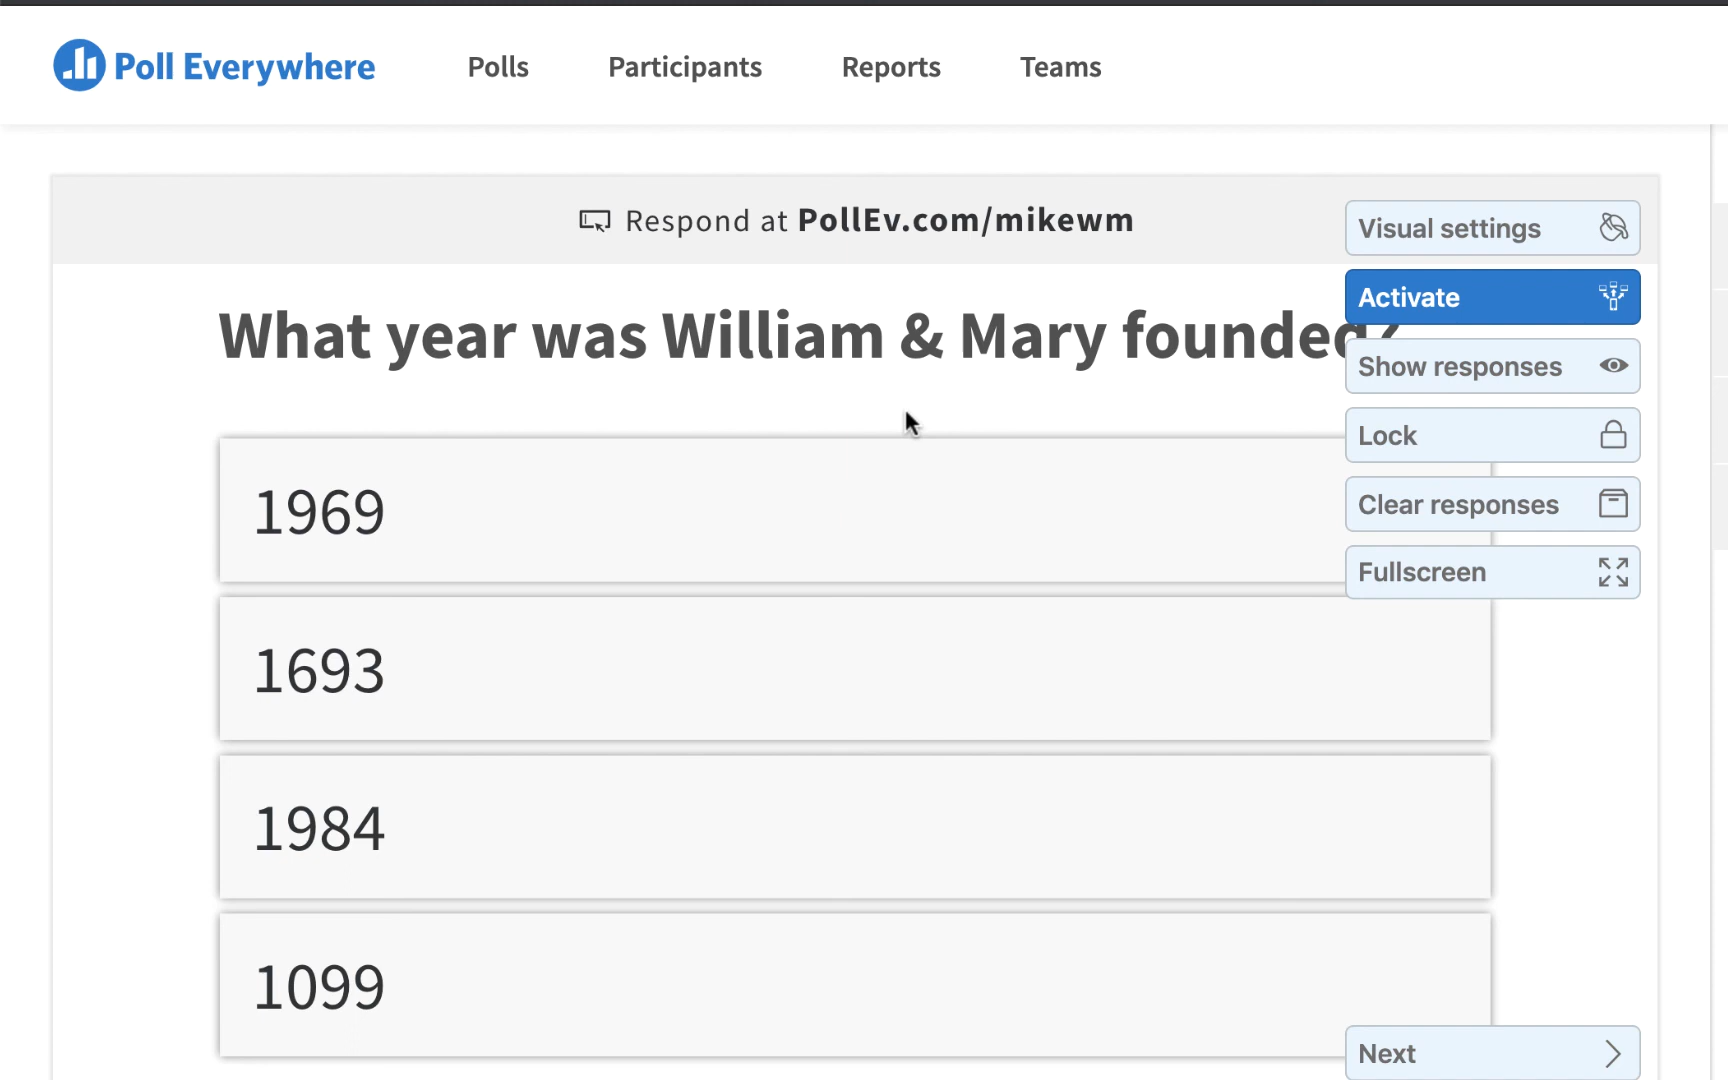 Poll Everywhere
Polls
Participants
Reports
Teams
Respond at PollEv.com/mikewm
Visual settings
Activate
What year was William & Mary founded?
Show responses
Lock
1969
Clear responses
Fullscreen
1693
1984
1099
Next